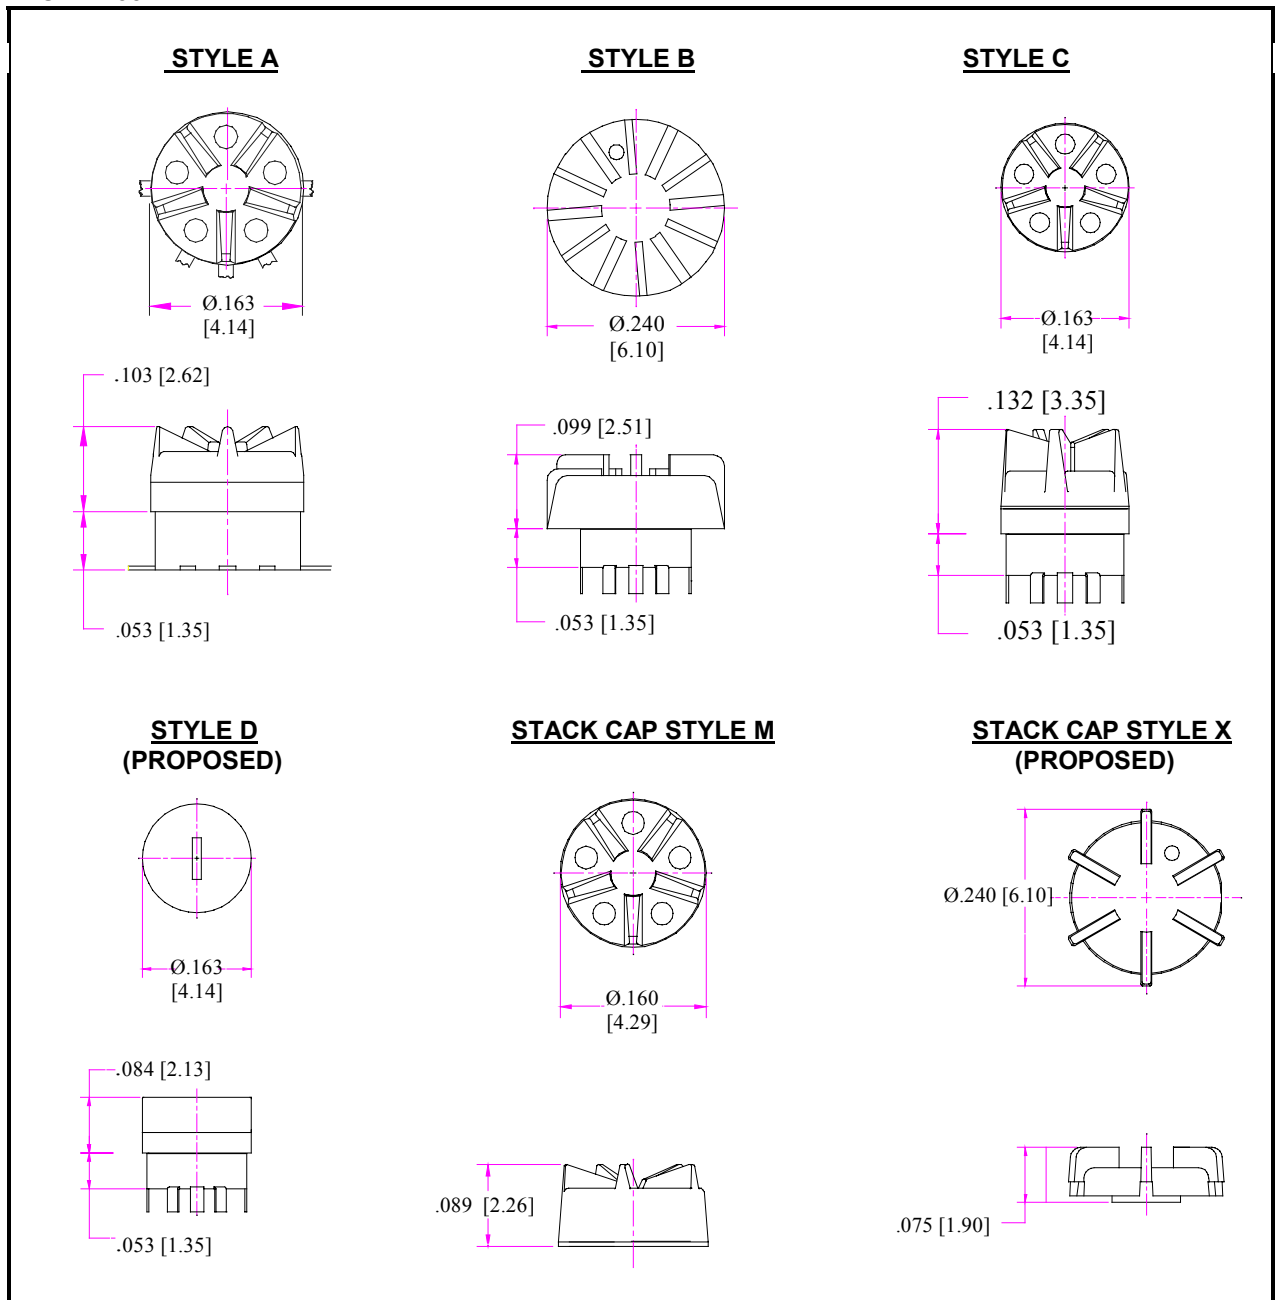 STYLE A
STYLE B
STYLE C
Ø.163
[4.14]
Ø.240
[6.10]
Ø.163
[4.14]
.103 [2.62]
.099 [2.51]
.132 [3.35]
.053 [1.35]
.053 [1.35]
.053 [1.35]
STYLE D
(PROPOSED)
STACK CAP STYLE M
STACK CAP STYLE X
(PROPOSED)
Ø.163
[4.14]
Ø.160
[4.29]
Ø.240 [6.10]
.084 [2.13]
.089 [2.26]
.075 [1.90]
.053 [1.35]